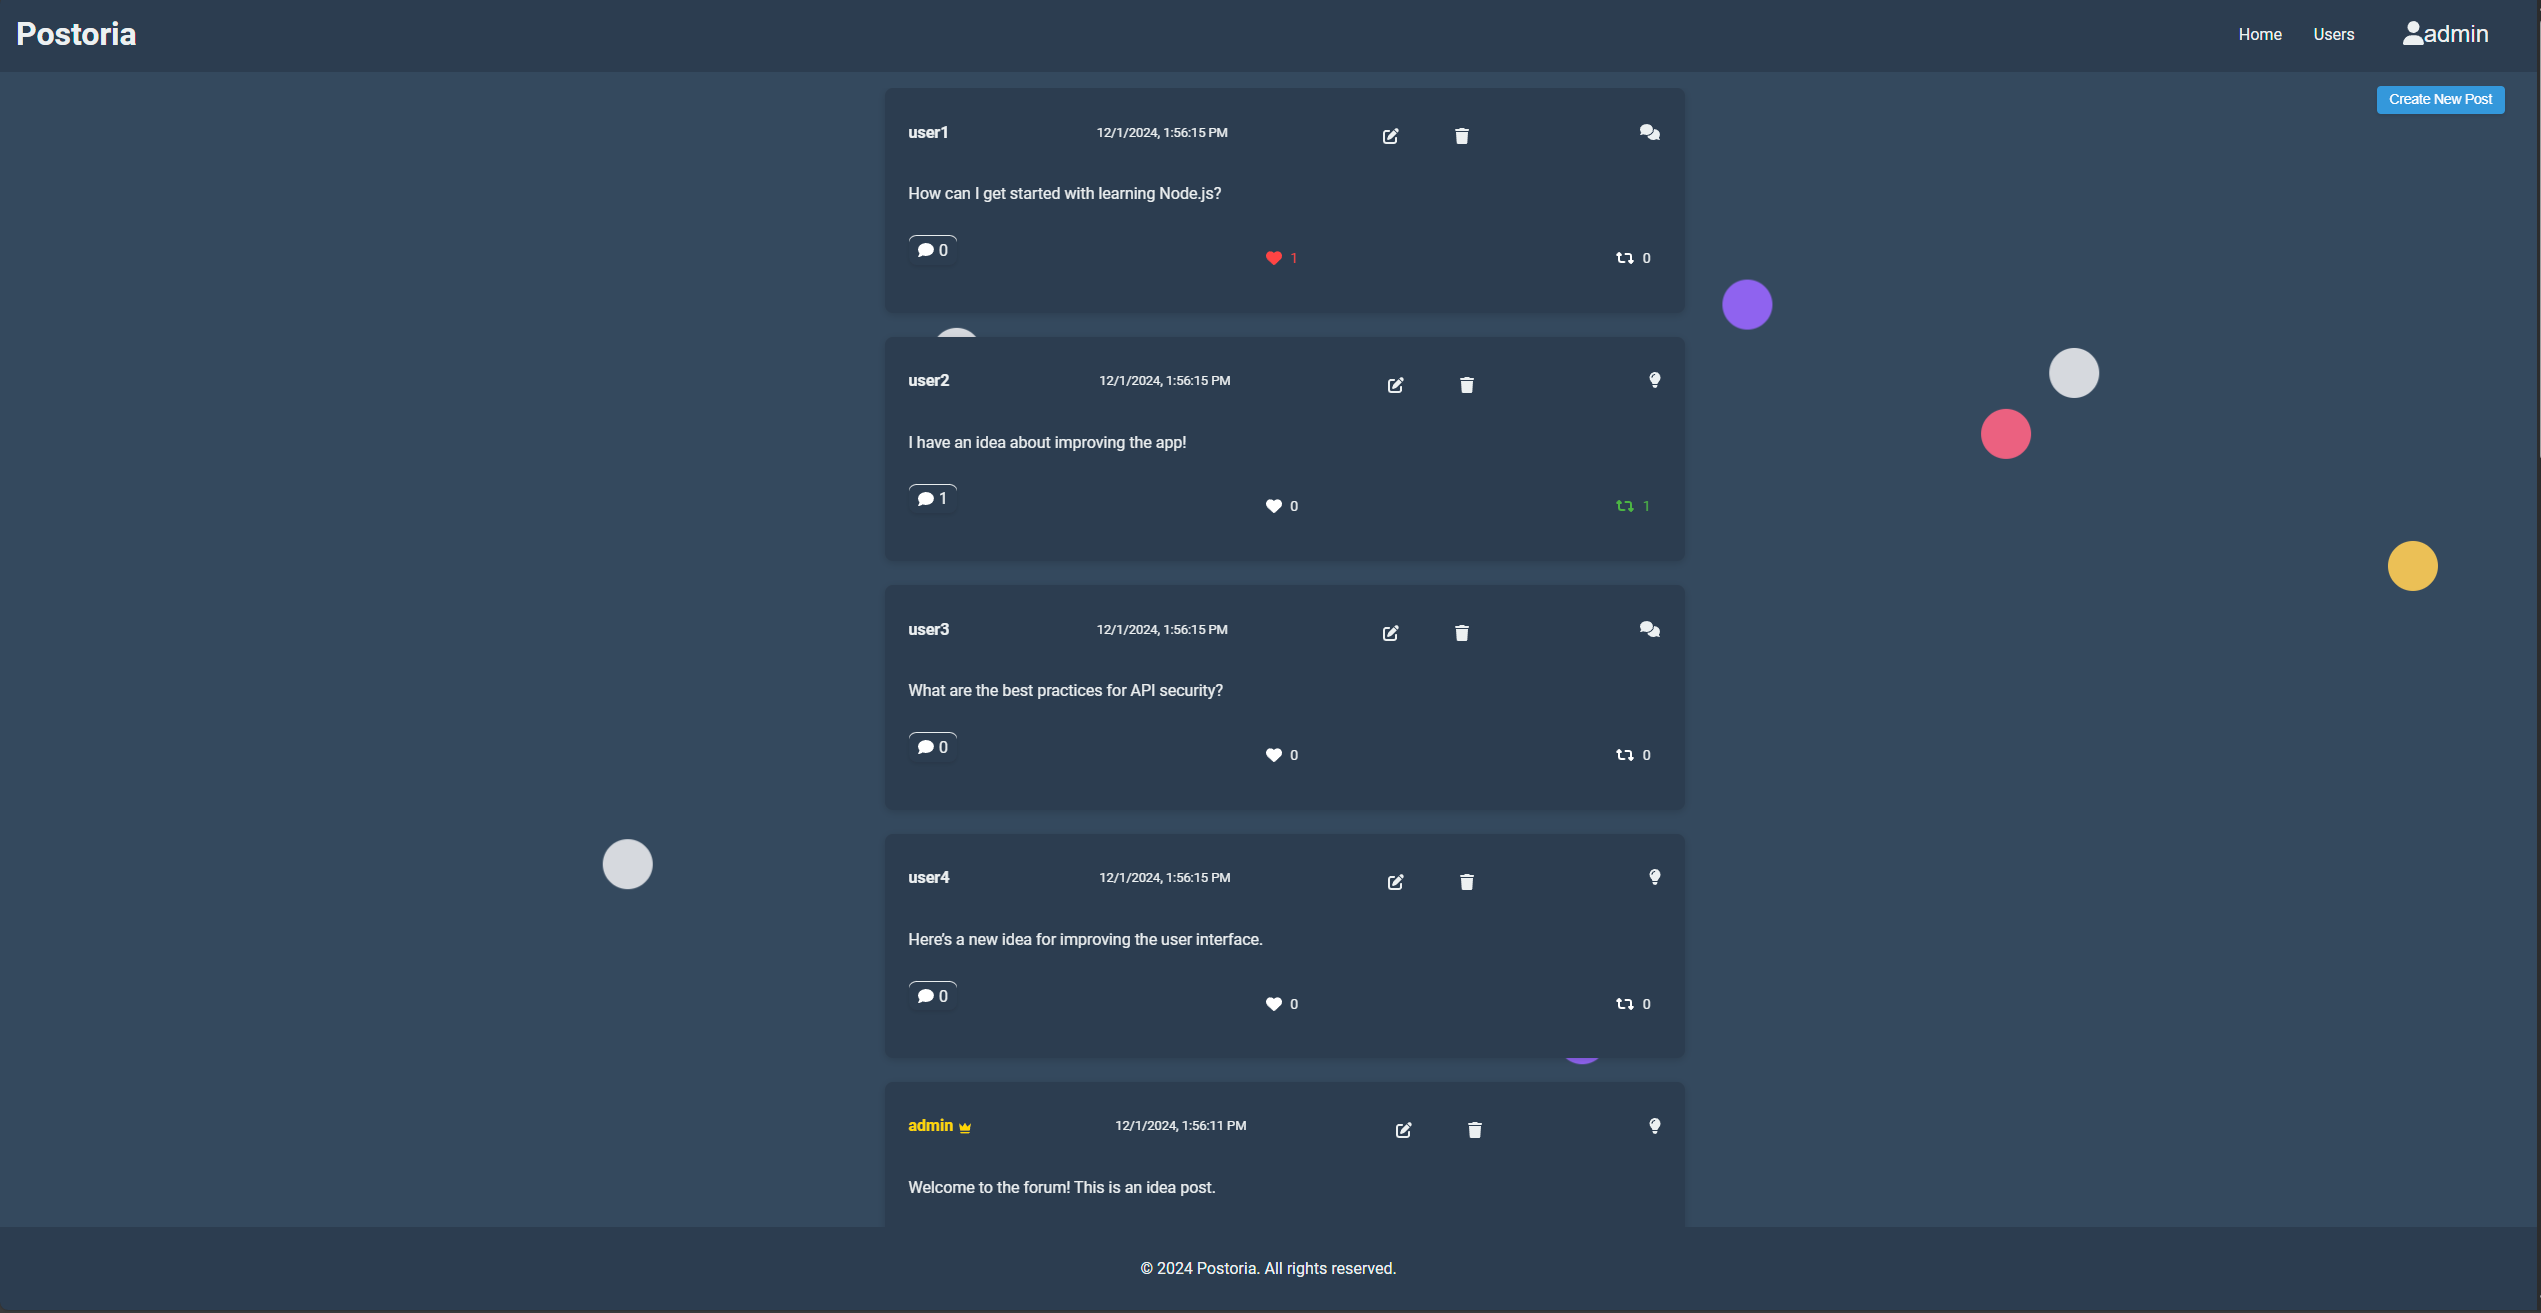 Postoria
Home Users admin
Create New Post
user1 12/1/2024, 1:56:15 PM
How can I get started with learning Node.js?
0 1 0
user2 12/1/2024, 1:56:15 PM
I have an idea about improving the app!
1 0 1
user3 12/1/2024, 1:56:15 PM
What are the best practices for API security?
0 0 0
user4 12/1/2024, 1:56:15 PM
Here’s a new idea for improving the user interface.
0 0 0
admin 12/1/2024, 1:56:11 PM
Welcome to the forum! This is an idea post.
© 2024 Postoria. All rights reserved.